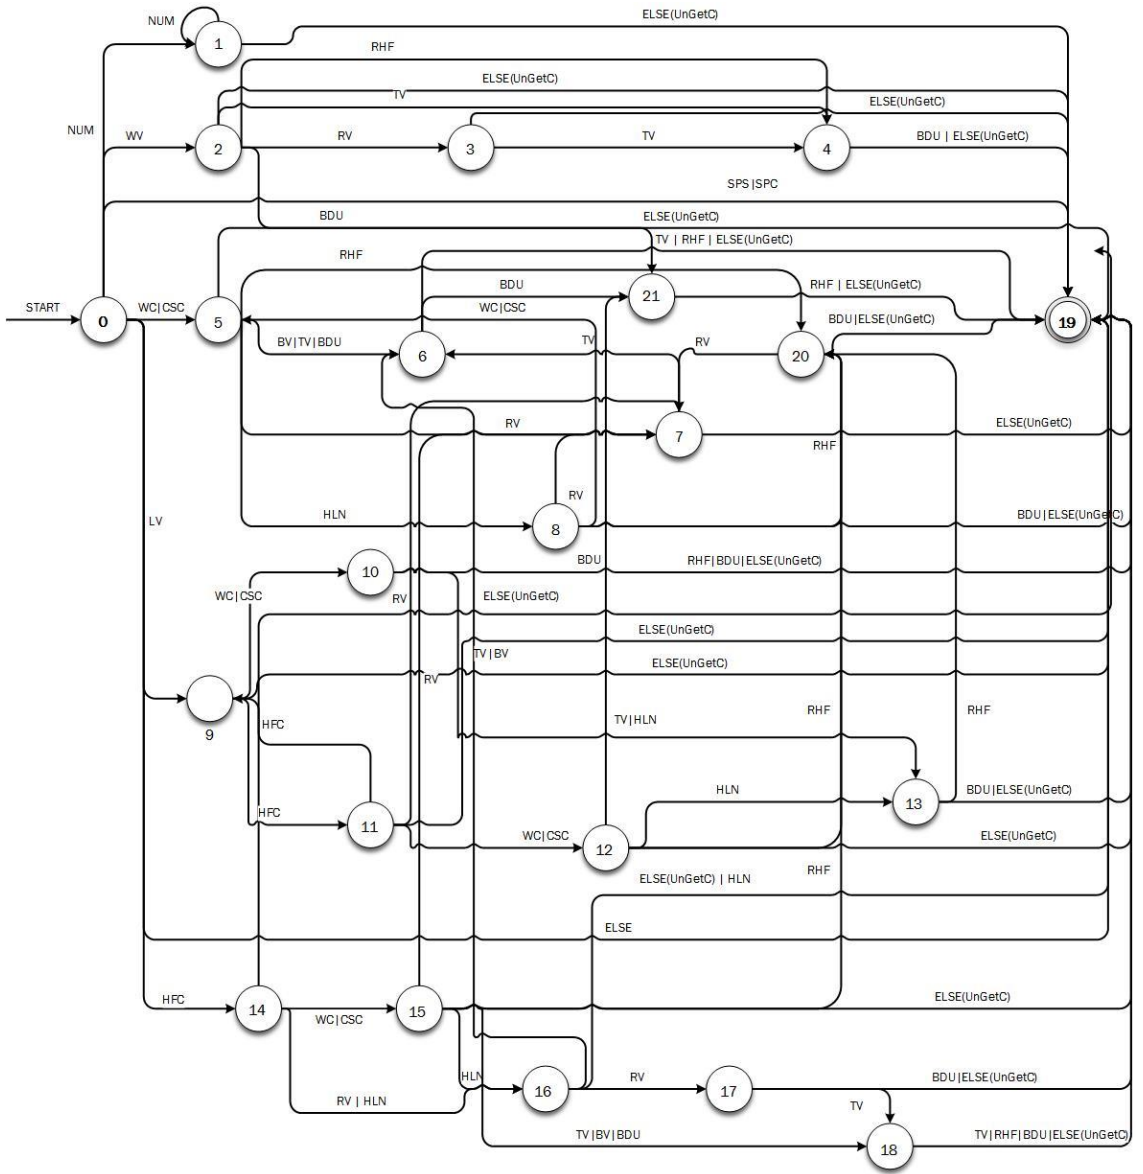 ELSE(UnGetC)
NUM
1
RHF
ELSE(UnGetC)
TV
ELSE(UnGetC)
NUM
WV
2
RV
3
TV
4
BDU | ELSE(UnGetC)
SPS|SPC
BDU
ELSE(UnGetC)
TV | RHF | ELSE(UnGetC)
RHF
BDU
21
RHF | ELSE(UnGetC)
START
0
WC|CSC
5
WC|CSC
19
BDU|ELSE(UnGetC)
BV|TV|BDU
6
TV
RV
20
RV
7
ELSE(UnGetC)
RHF
RV
LV
HLN
8
BDU|ELSE(UnGetC)
10
BDU
RHF|BDU|ELSE(UnGetC)
WC|CSC
RV
ELSE(UnGetC)
ELSE(UnGetC)
TV|BV
ELSE(UnGetC)
RV
9
HFC
TV|HLN
RHF
RHF
HFC
11
HLN
13
BDU|ELSE(UnGetC)
WC|CSC
12
ELSE(UnGetC)
ELSE(UnGetC) | HLN
RHF
ELSE
HFC
14
WC|CSC
15
ELSE(UnGetC)
HLN
16
RV
17
BDU|ELSE(UnGetC)
RV | HLN
TV
TV|BV|BDU
18
TV|RHF|BDU|ELSE(UnGetC)